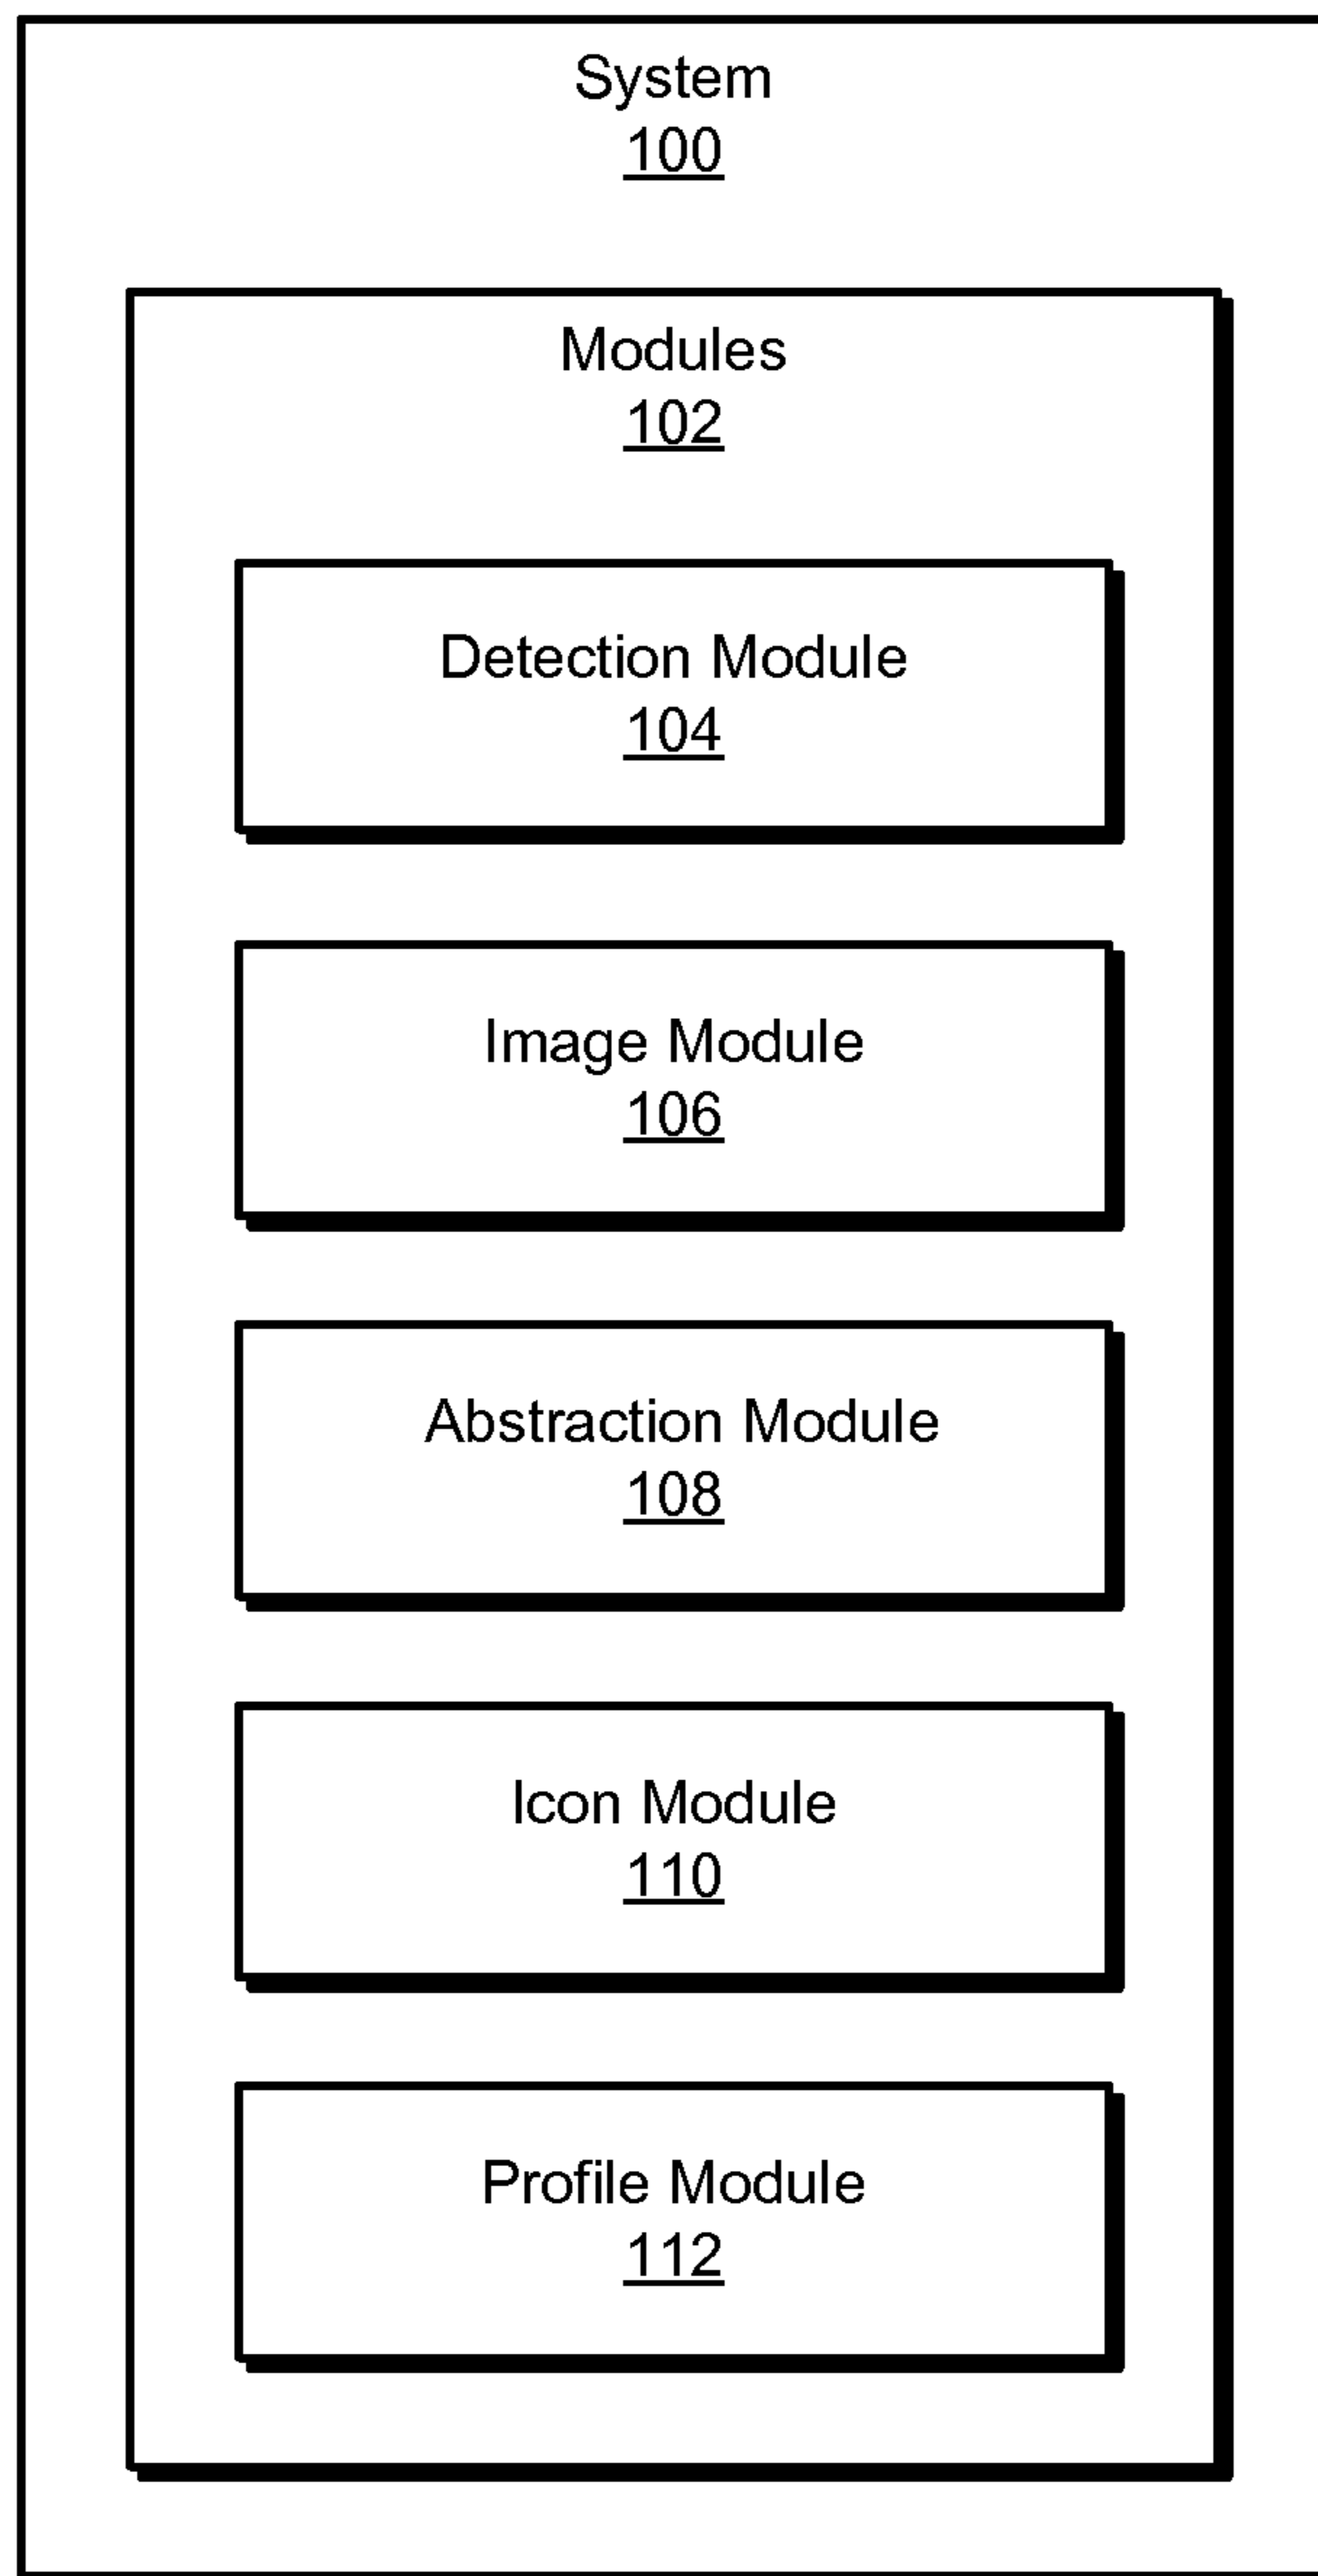 System
100
Modules
102
Detection Module
104
Image Module
106
Abstraction Module
108
Icon Module
110
Profile Module
112